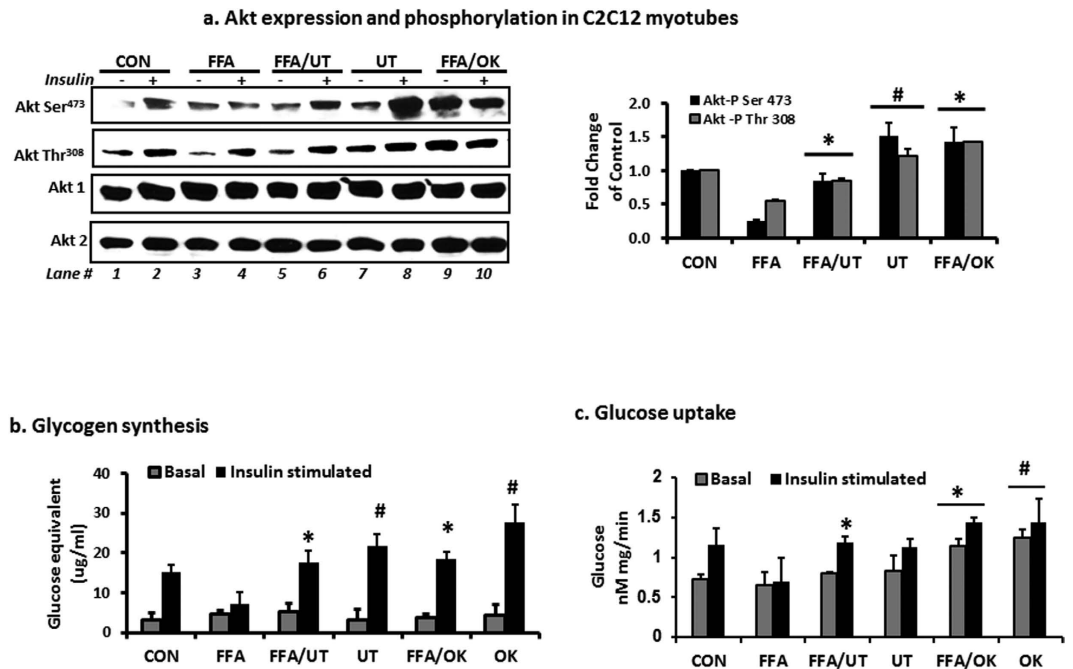 a. Akt expression and phosphorylation in C2C12 myotubes
CON FFA FFA/UT UT FFA/OK
Insulin - + - + - + - + - +
Akt Ser473
Akt Thr308
Akt 1
Akt 2
Lane # 1 2 3 4 5 6 7 8 9 10
Fold Change
of Control
2.0
1.5
1.0
0.5
0.0
Akt-P Ser 473
Akt -P Thr 308
* # *
CON FFA FFA/UT UT FFA/OK
b. Glycogen synthesis
Glucose equivalent
(ug/ml)
40
30
20
10
0
Basal Insulin stimulated
* # * #
CON FFA FFA/UT UT FFA/OK OK
c. Glucose uptake
Glucose
nM mg/min
2
1.5
1
0.5
0
Basal Insulin stimulated
* * #
CON FFA FFA/UT UT FFA/OK OK